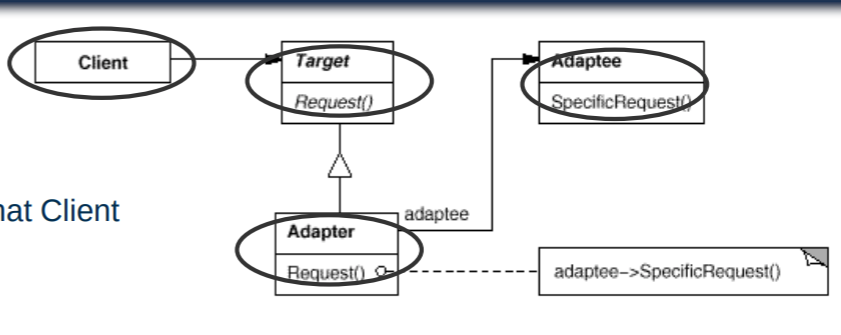 Client
Target
Request()
Adaptee
SpecificRequest()
hat Client
adaptee
Adapter
Request()
adaptee–>SpecificRequest()